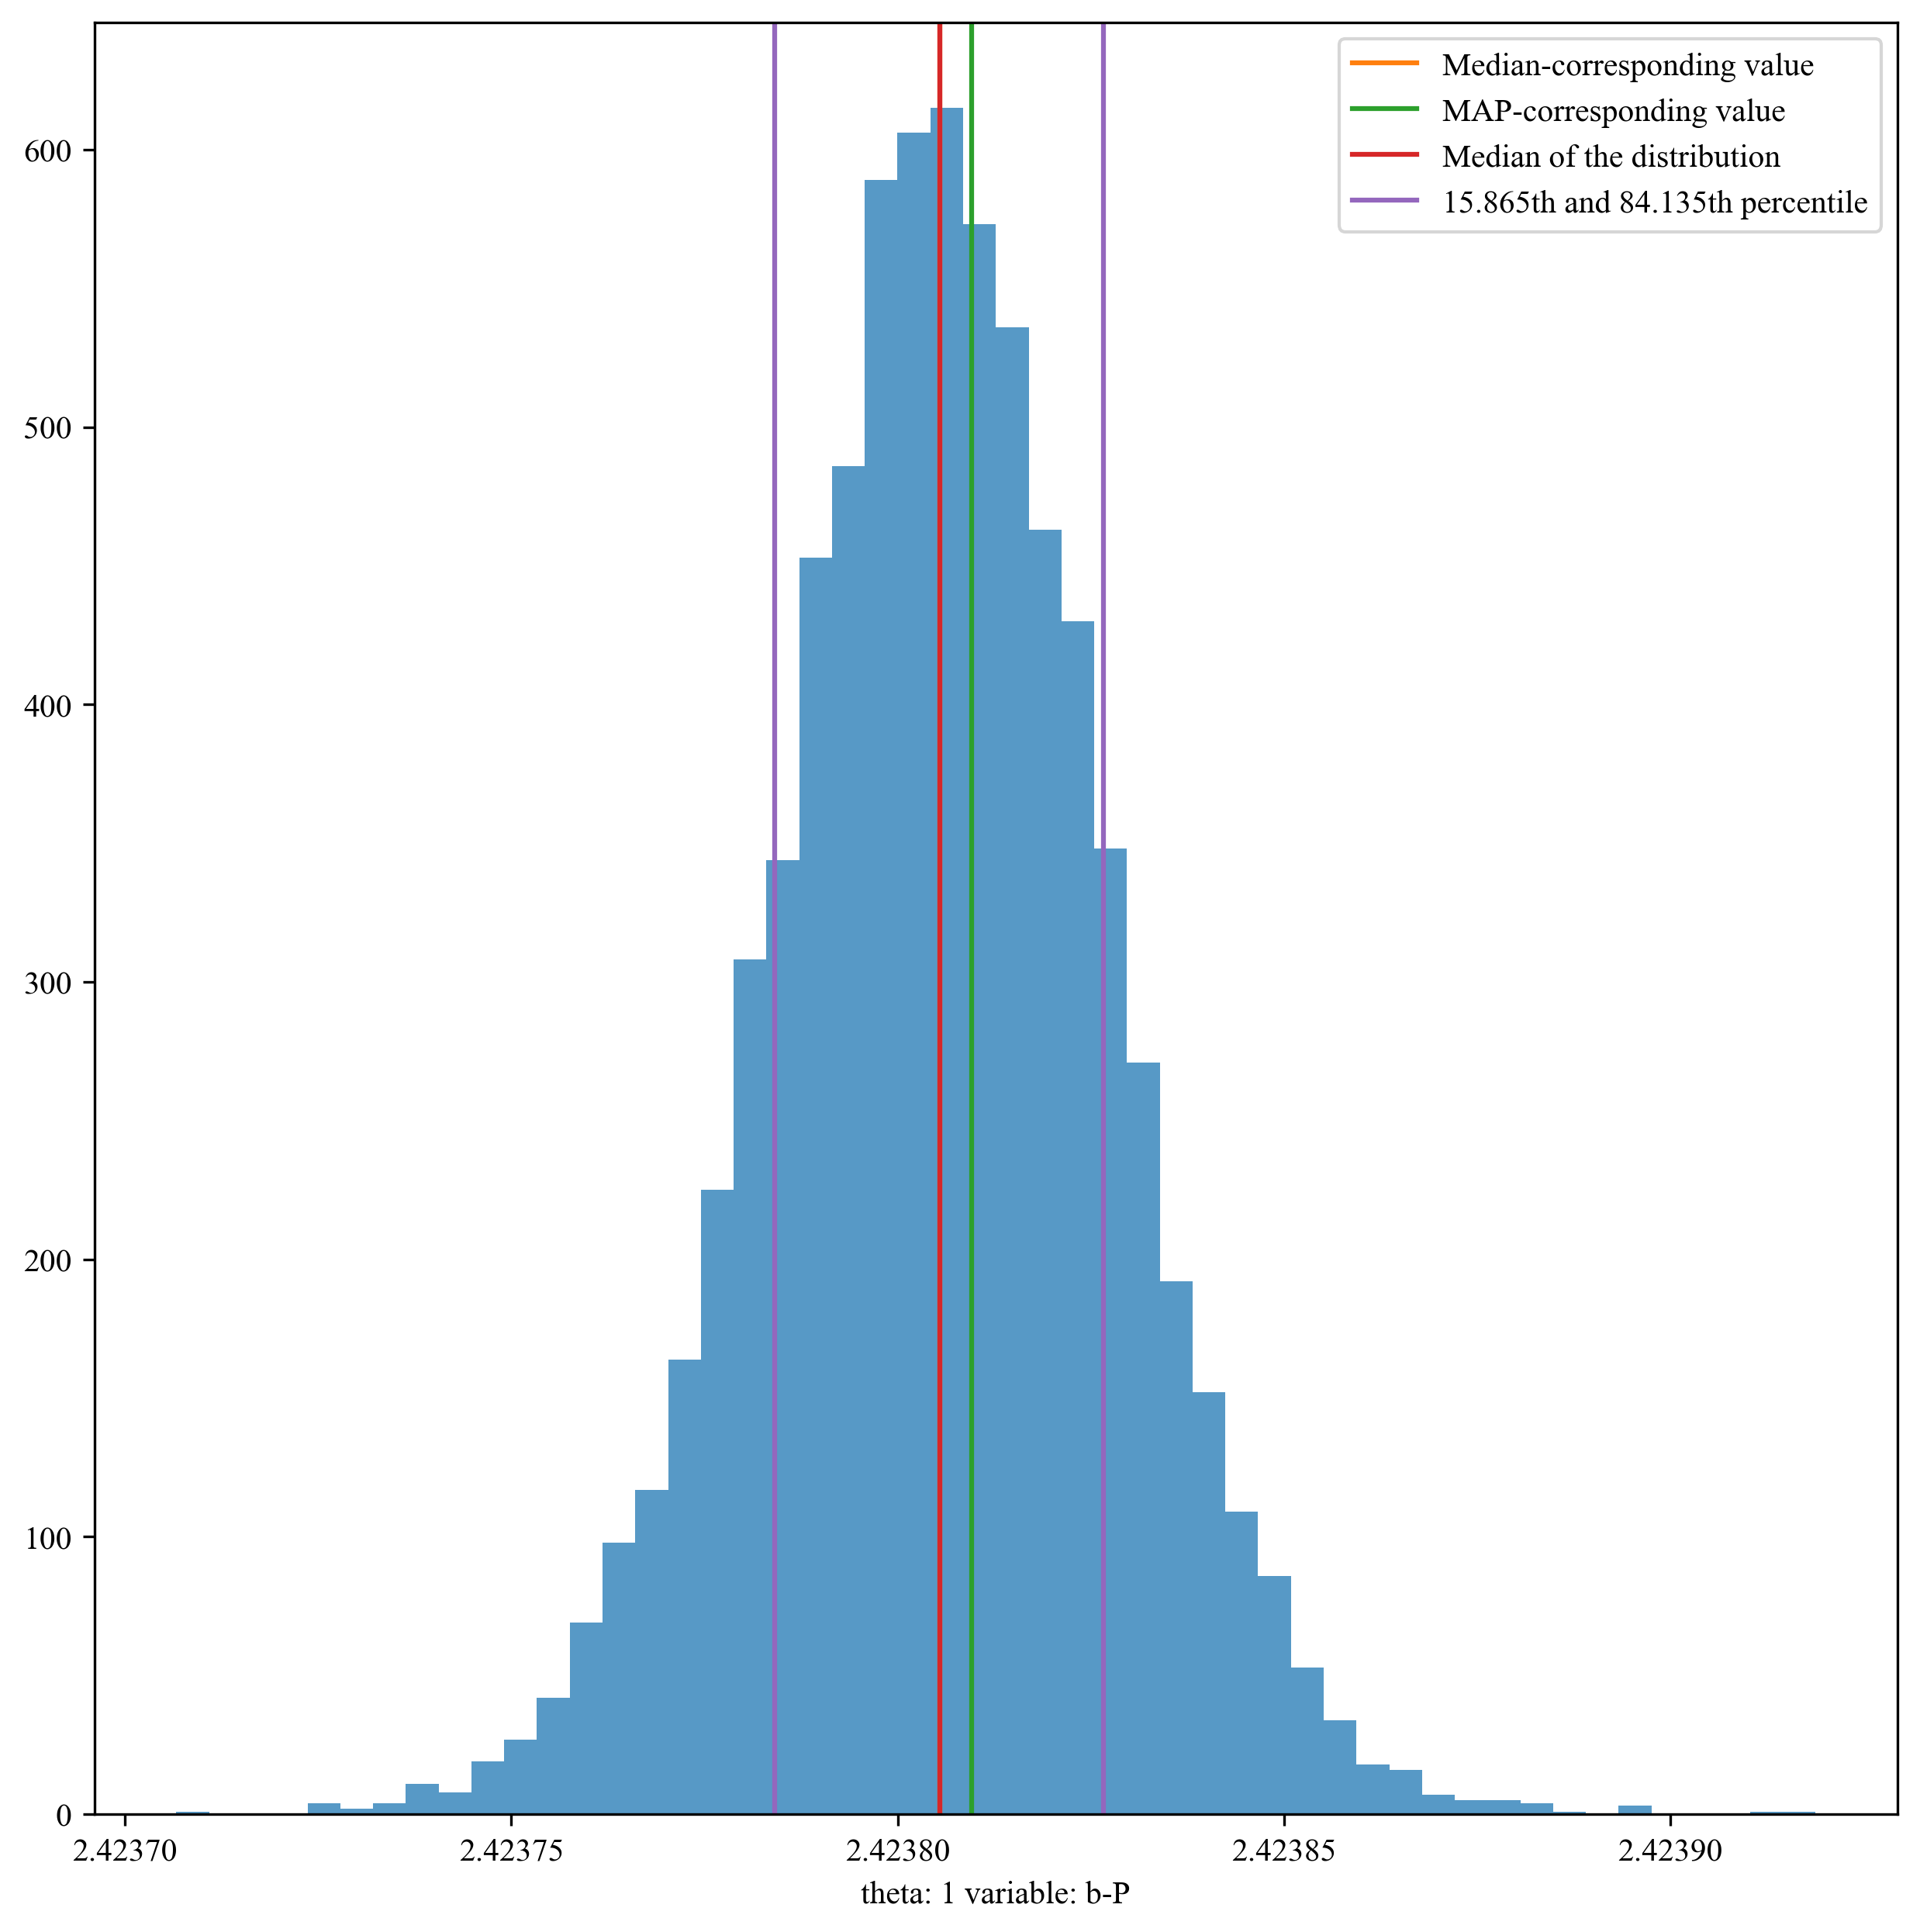 Median-corresponding value
MAP-corresponding value
Median of the distribution
15.865th and 84.135th percentile
600
500
400
300
200
100
0
2.42370 2.42375 2.42380 2.42385 2.42390
theta: 1 variable: b-P